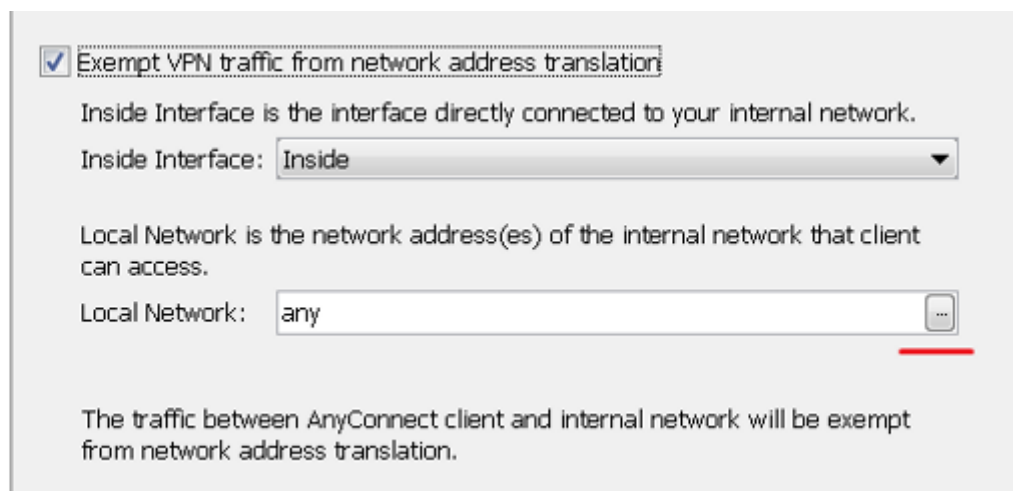 Exempt VPN traffic from network address translation
Inside Interface is the interface directly connected to your internal network.
Inside Interface: Inside
Local Network is the network address(es) of the internal network that client
can access.
Local Network: any ...
The traffic between AnyConnect client and internal network will be exempt
from network address translation.